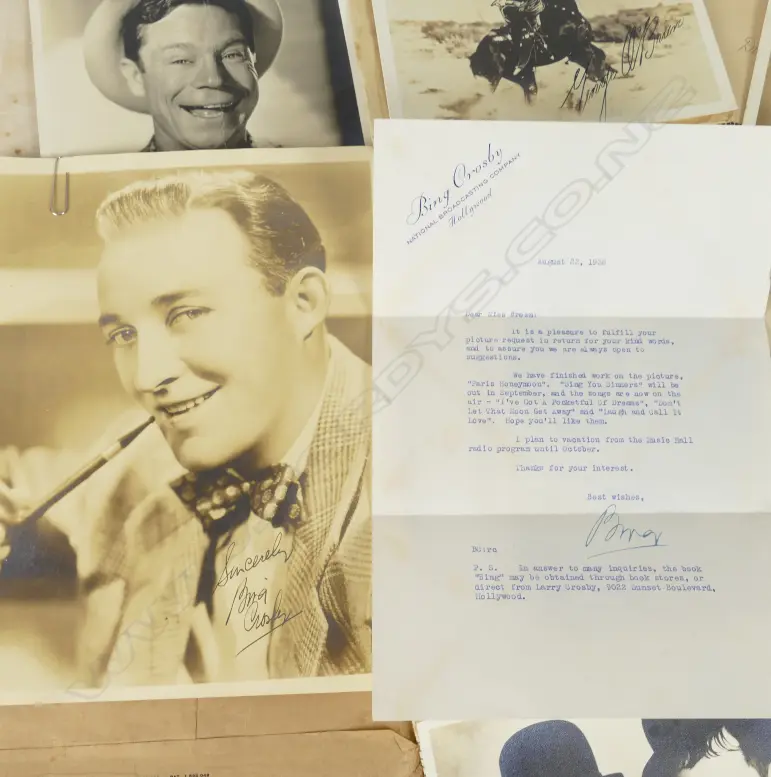 George O'Brien
Bing Crosby
NATIONAL BROADCASTING COMPANY
Hollywood
August 22, 1938
Dear Miss Green:
It is a pleasure to fulfill your
picture request in return for your kind words,
and to assure you we are always open to
suggestions.
We have finished work on the picture,
"Paris Honeymoon". "Sing You Sinners" will be
out in September, and the songs are now on the
air - "I've Got A Pocketful Of Dreams", "Don't
Let That Moon Get Away" and "Laugh and Call It
Love". Hope you'll like them.
I plan to vacation from the Music Hall
radio program until October.
Thanks for your interest.
Best wishes,
Bing
BC:rc
P. S. In answer to many inquiries, the book
"Bing" may be obtained through book stores, or
direct from Larry Crosby, 9022 Sunset Boulevard,
Hollywood.
Sincerely
Bing
Crosby